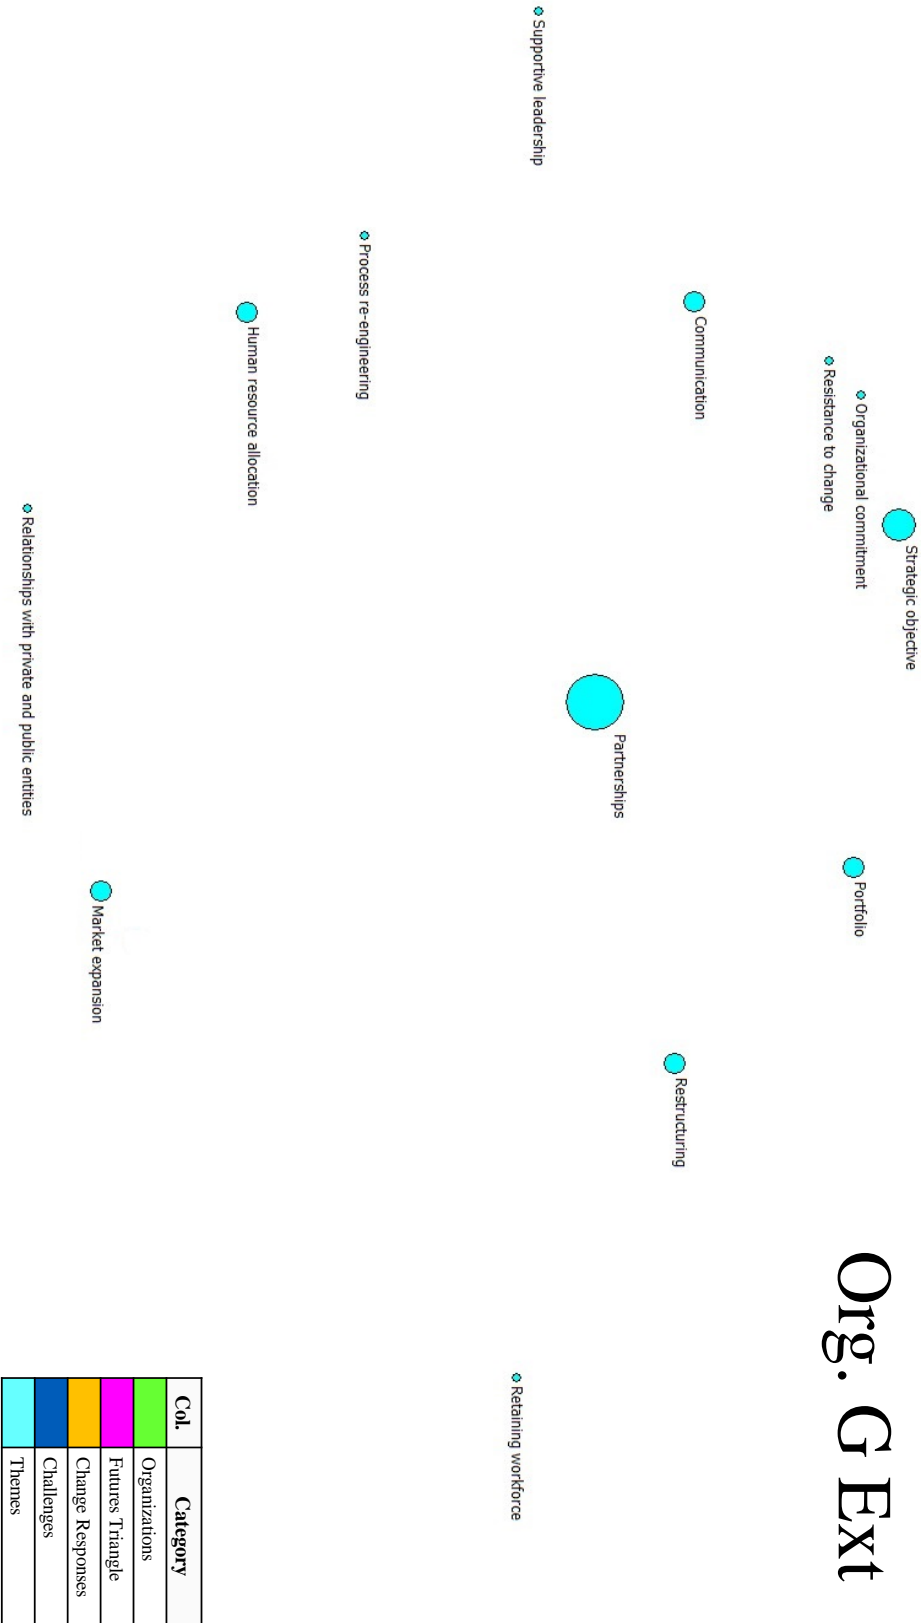 Strategic objective
Organizational commitment
Portfolio
Org. G Ext
Resistance to change
Communication
Restructuring
Partnerships
Supportive leadership
Retaining workforce
Process re-engineering
Human resource allocation
Market expansion
Relationships with private and public entities
Col. Category
Organizations
Futures Triangle
Change Responses
Challenges
Themes